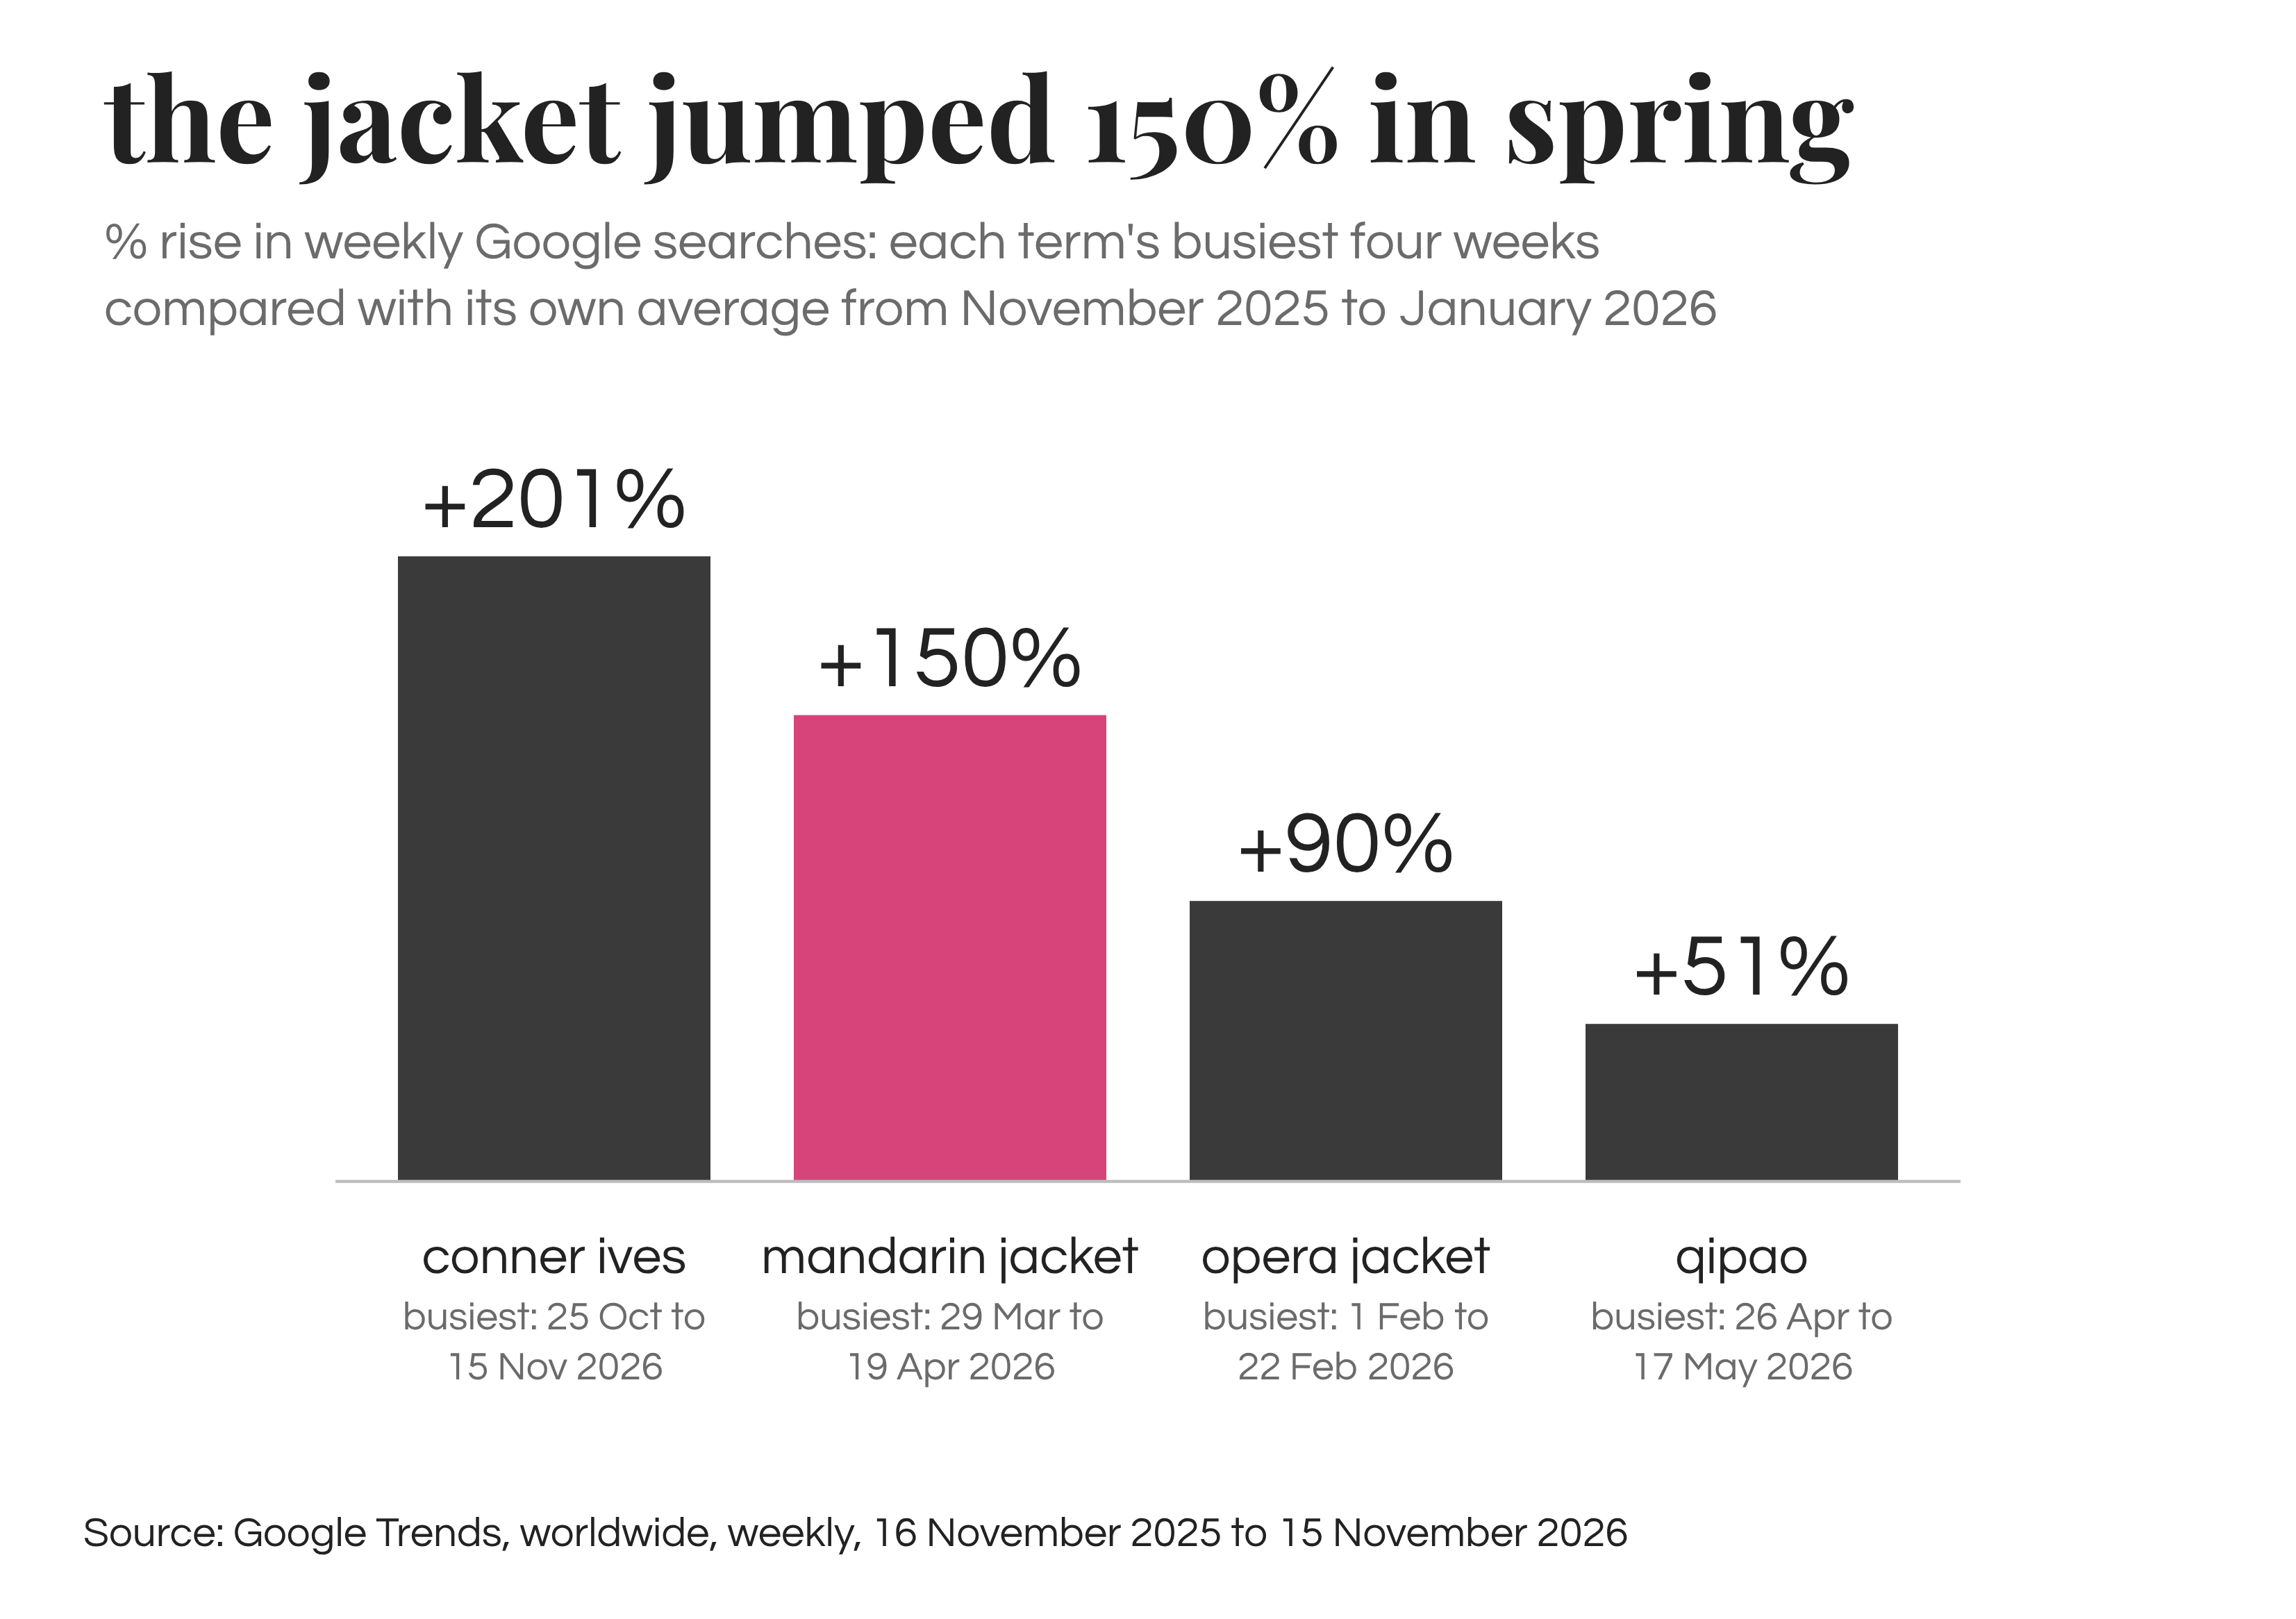 the jacket jumped 150% in spring
% rise in weekly Google searches: each term's busiest four weeks
compared with its own average from November 2025 to January 2026
+201%
+150%
+90%
+51%
conner ives
busiest: 25 Oct to
15 Nov 2026
mandarin jacket
busiest: 29 Mar to
19 Apr 2026
opera jacket
busiest: 1 Feb to
22 Feb 2026
qipao
busiest: 26 Apr to
17 May 2026
Source: Google Trends, worldwide, weekly, 16 November 2025 to 15 November 2026